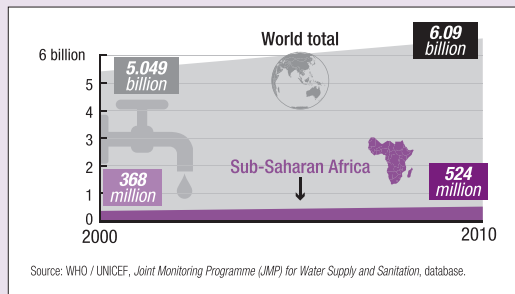 World total
6.09
billion
6 billion
5.049
billion
5
4
3
2
1
0
368
million
Sub-Saharan Africa
524
million
2000
2010
Source: WHO / UNICEF, Joint Monitoring Programme (JMP) for Water Supply and Sanitation, database.